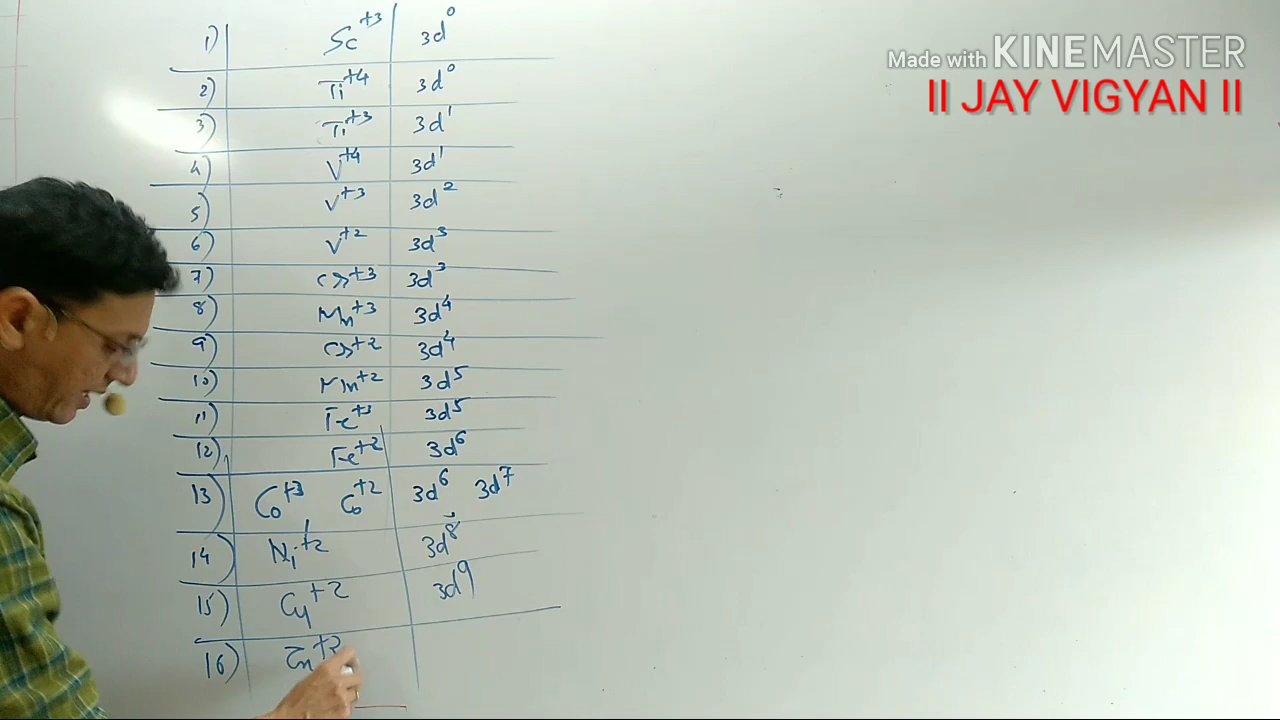 Made with KINEMASTER
II JAY VIGYAN II
1) Sc+3 3d0
2) Ti+4 3d0
3) Ti+3 3d1
4) V+4 3d1
5) V+3 3d2
6) V+2 3d3
7) Cr+3 3d3
8) Mn+3 3d4
9) Cr+2 3d4
10) Mn+2 3d5
11) Fe+3 3d5
12) Fe+2 3d6
13) Co+3 Co+2 3d6 3d7
14) Ni+2 3d8
15) Cu+2 3d9
16) Zn+2